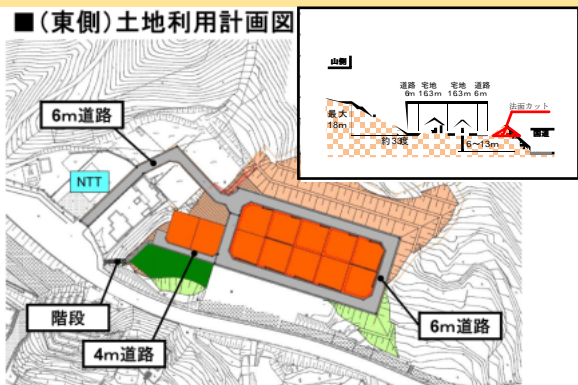 ■(東側)土地利用計画図
山側
道路 宅地 宅地 道路
6m 163m 163m 6m
法面カット
最大
18m
約33度
6～13m
6m道路
NTT
階段
4m道路
6m道路